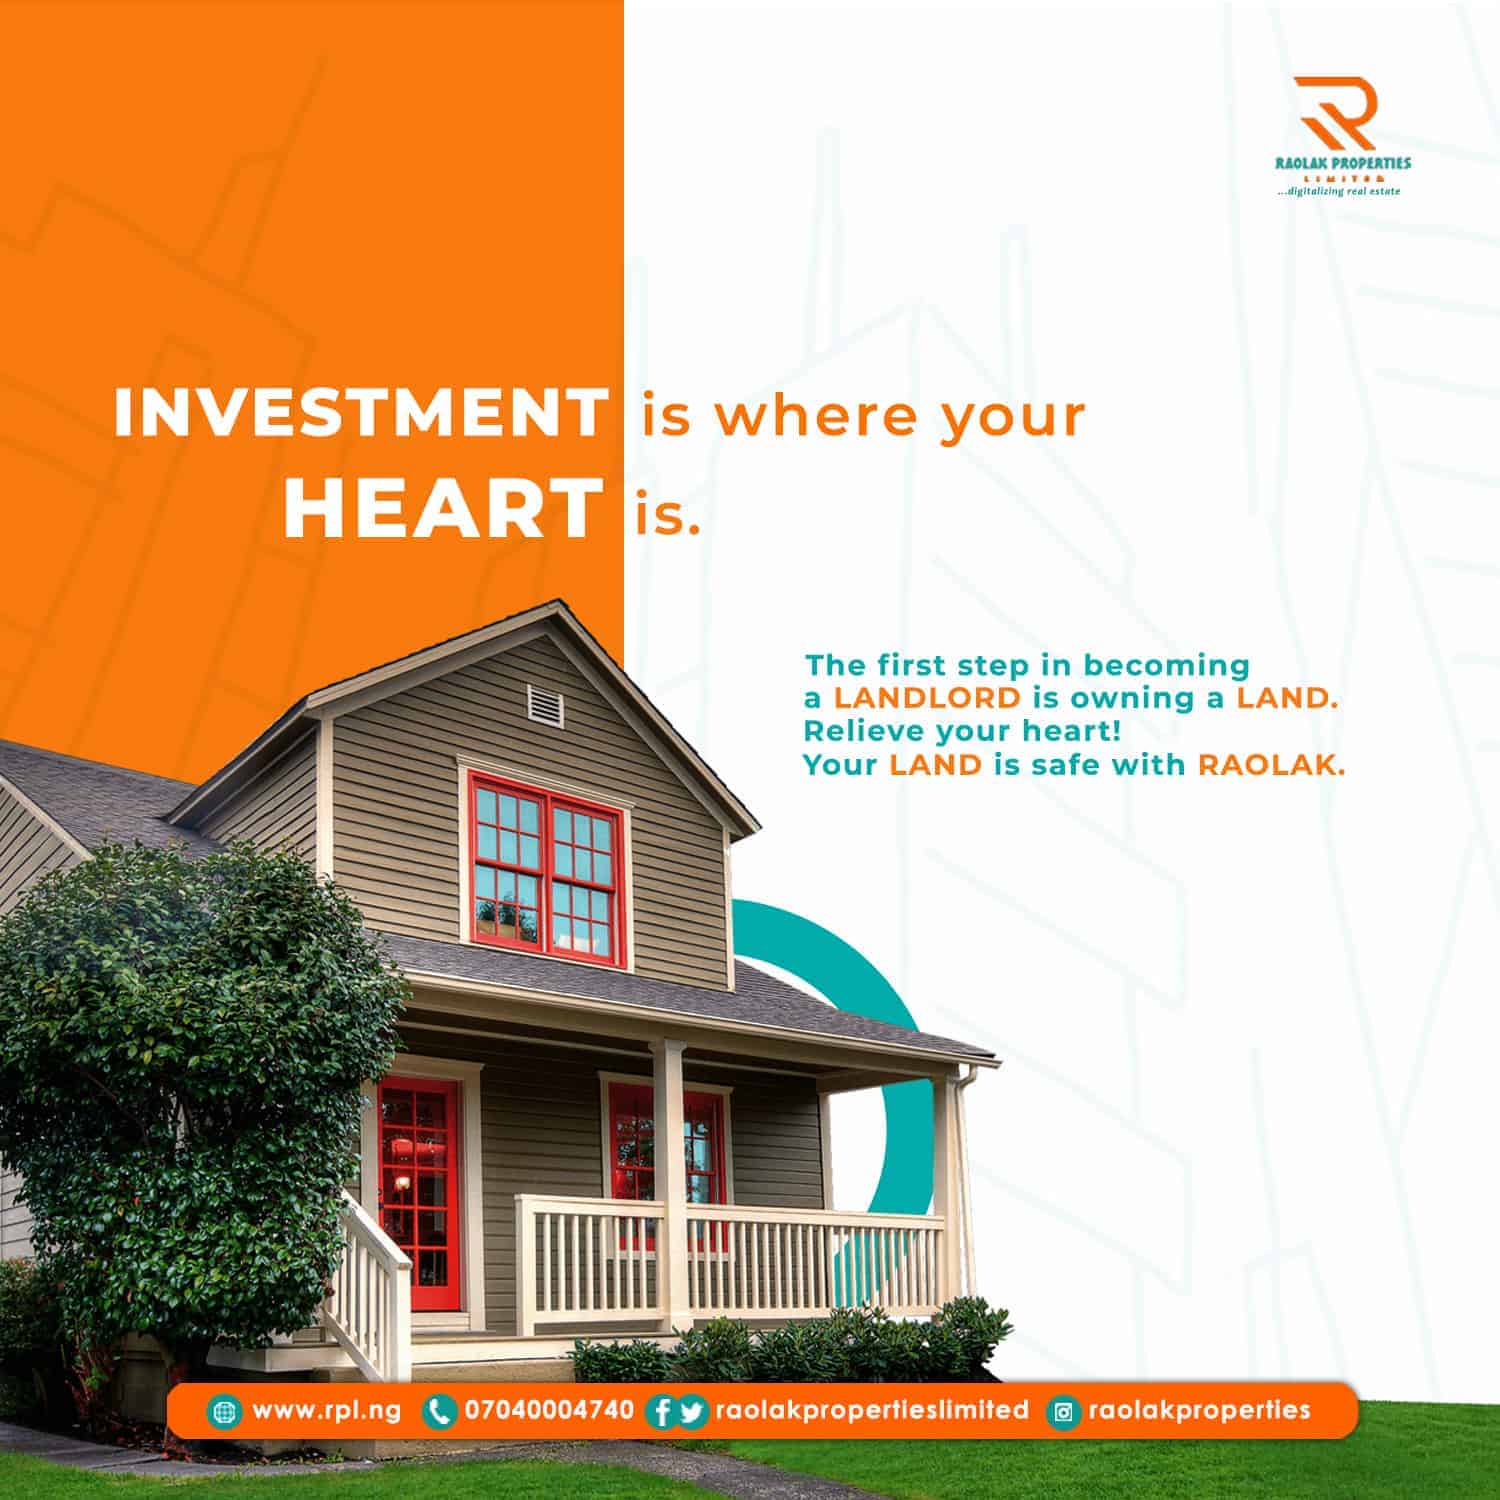 RAOLAK PROPERTIES
LIMITED
...digitalizing real estate
INVESTMENT is where your
HEART is.
The first step in becoming
a LANDLORD is owning a LAND.
Relieve your heart!
Your LAND is safe with RAOLAK.
www.rpl.ng 07040004740 raolakpropertieslimited raolakproperties